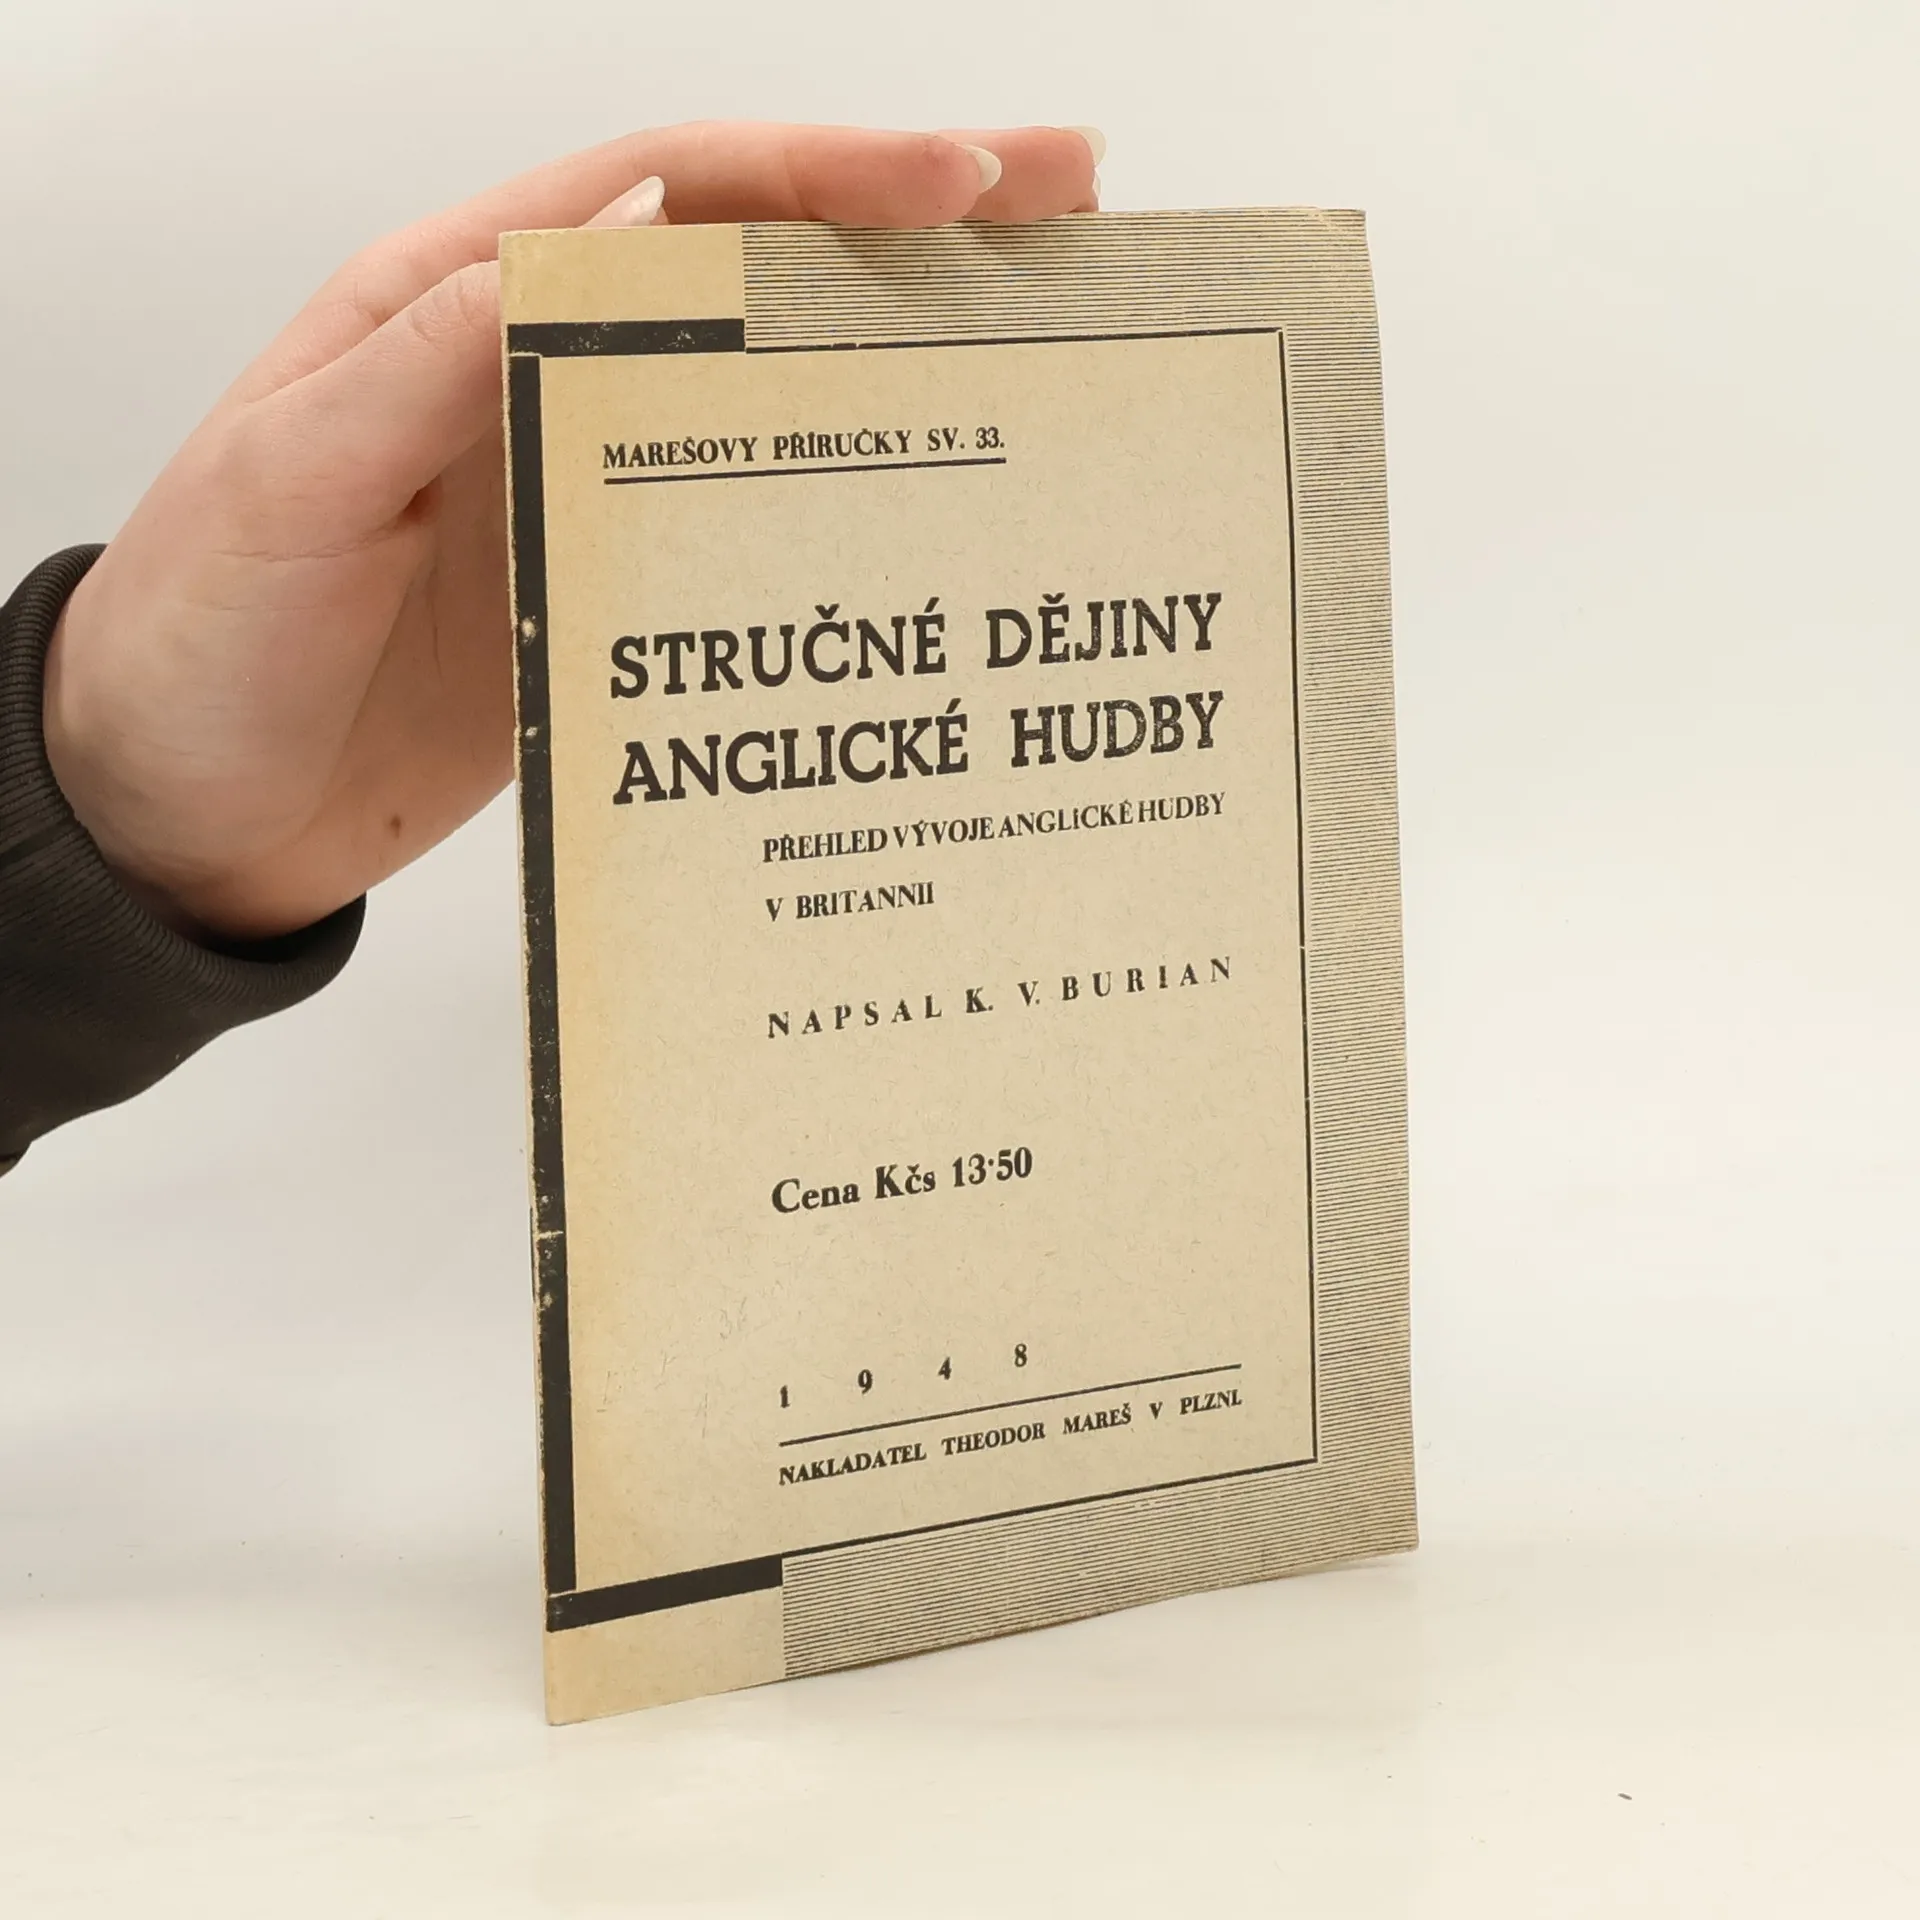 MAREŠOVY PŘÍRUČKY SV. 33.
STRUČNÉ DĚJINY
ANGLICKÉ HUDBY
PŘEHLED VÝVOJE ANGLICKÉ HUDBY
V BRITANNII
NAPSAL K. V. BURIAN
Cena Kčs 13·50
1 9 4 8
NAKLADATEL THEODOR MAREŠ V PLZNI.